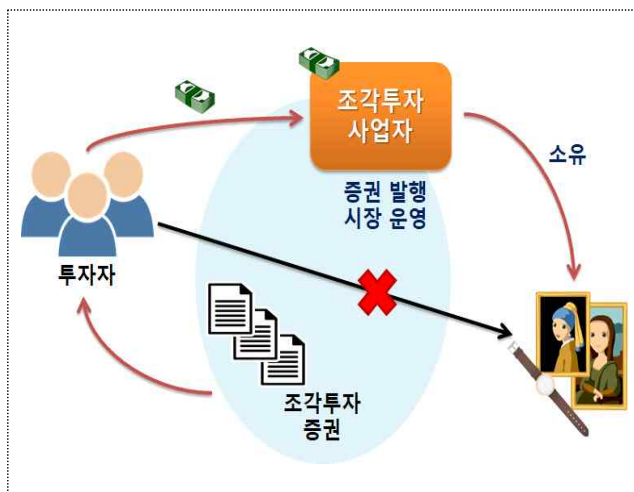 조각투자
사업자
소유
증권 발행
시장 운영
투자자
조각투자
증권